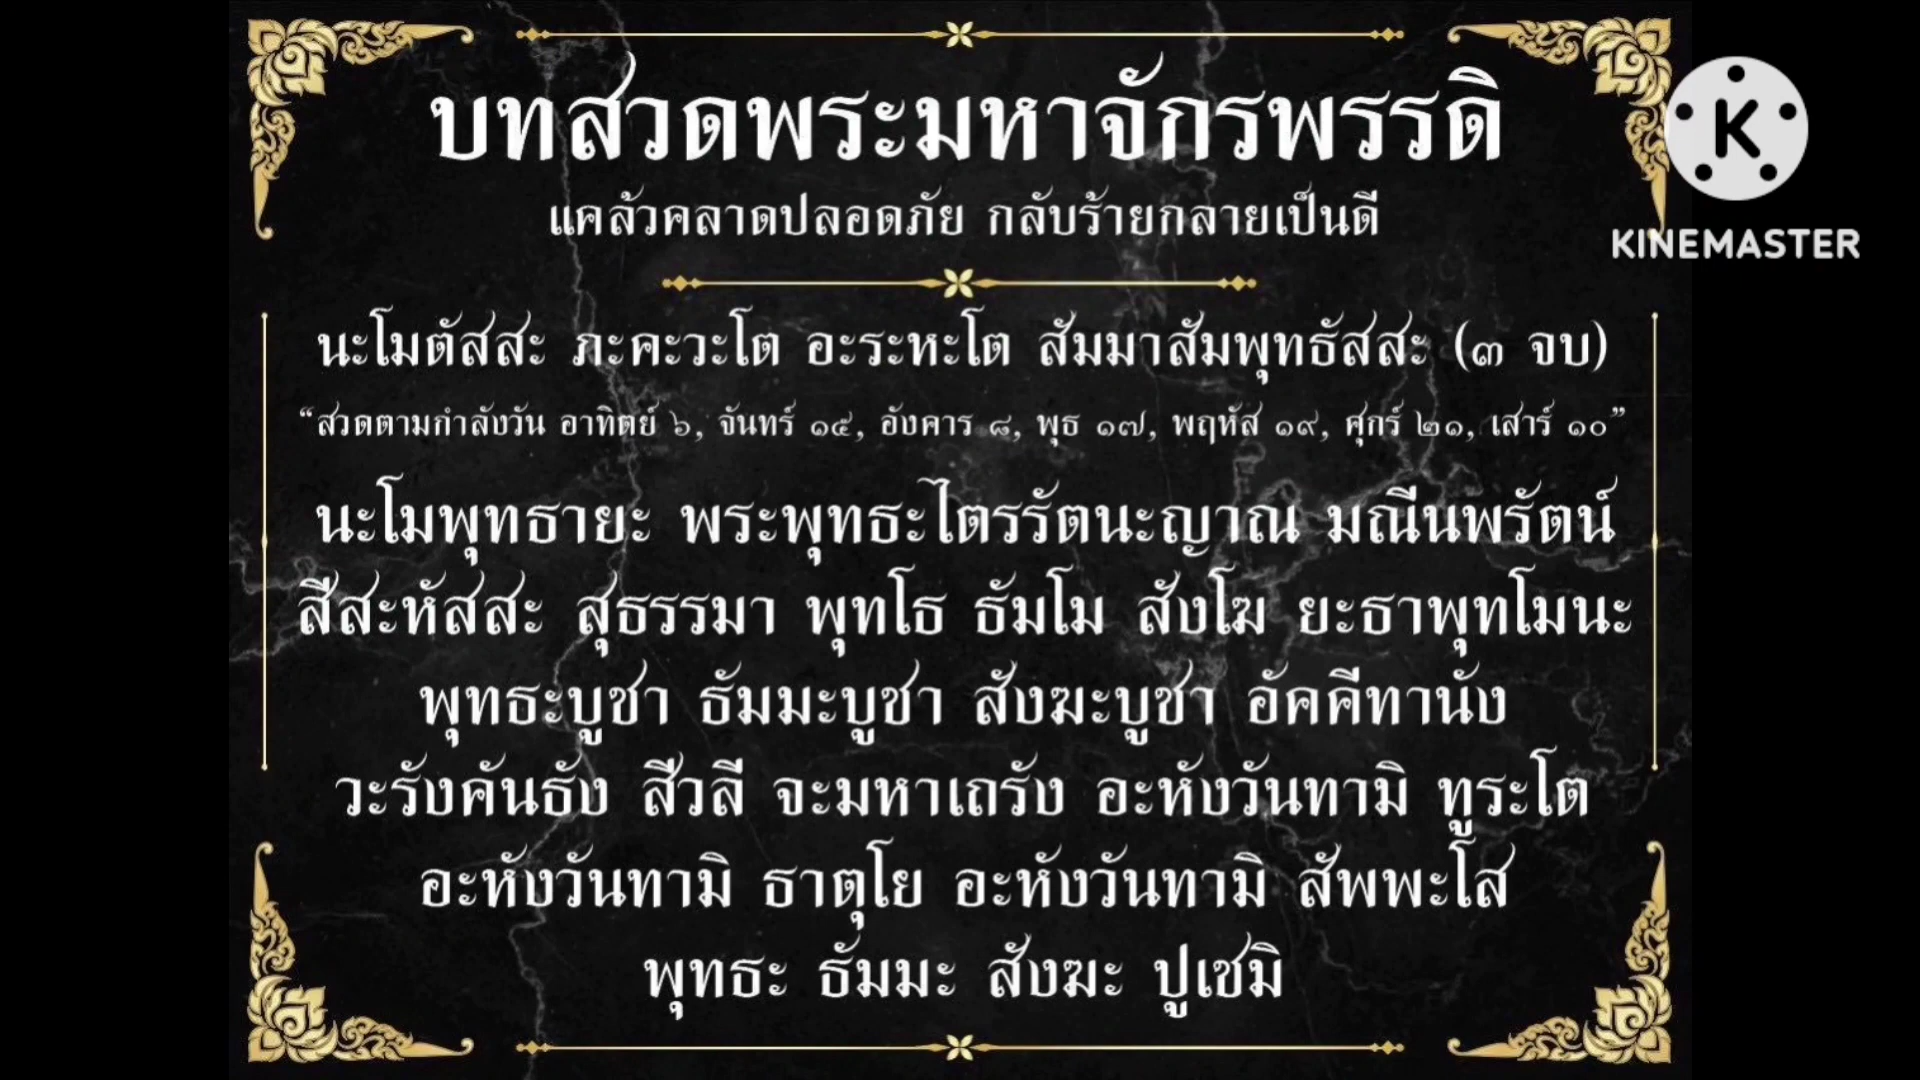 บทสวดพระมหาจักรพรรดิ
แคล้วคลาดปลอดภัย กลับร้ายกลายเป็นดี
นะโมตัสสะ ภะคะวะโต อะระหะโต สัมมาสัมพุทธัสสะ (๓ จบ)
“สวดตามกำลังวัน อาทิตย์ ๖, จันทร์ ๑๕, อังคาร ๘, พุธ ๑๗, พฤหัส ๑๙, ศุกร์ ๒๑, เสาร์ ๑๐”
นะโมพุทธายะ พระพุทธะไตรรัตนะญาณ มณีนพรัตน์
สีสะหัสสะ สุธรรมา พุทโธ ธัมโม สังโฆ ยะธาพุทโมนะ
พุทธะบูชา ธัมมะบูชา สังฆะบูชา อัคคีทานัง
วะรังคันธัง สีวลี จะมหาเถรัง อะหังวันทามิ ทูระโต
อะหังวันทามิ ธาตุโย อะหังวันทามิ สัพพะโส
พุทธะ ธัมมะ สังฆะ ปูเชมิ
K
KINEMASTER